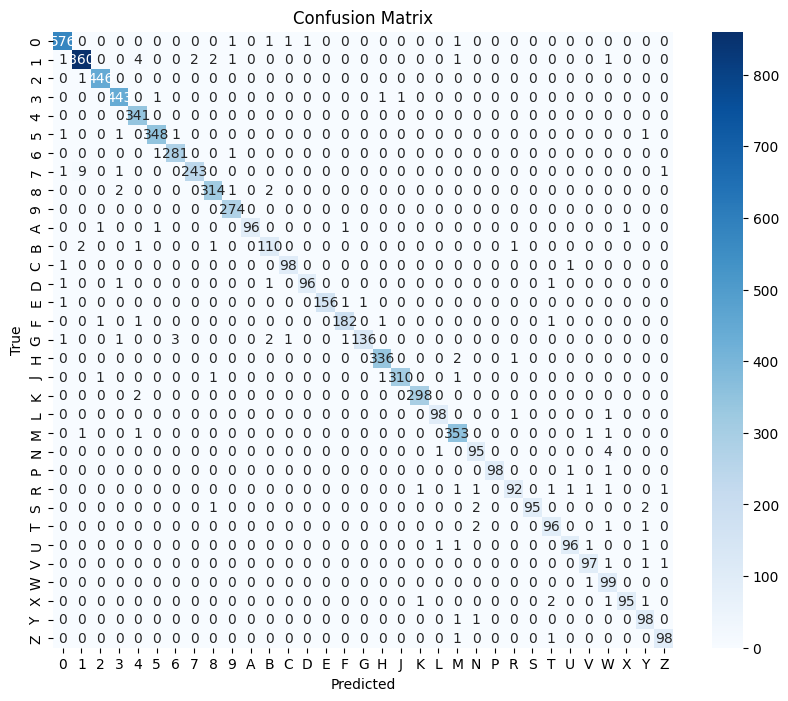 Confusion Matrix
0 576 0 0 0 0 0 0 0 0 1 0 1 1 1 0 0 0 0 0 0 0 1 0 0 0 0 0 0 0 0 0 0 0
1 1 860 0 0 4 0 0 2 2 1 0 0 0 0 0 0 0 0 0 0 0 1 0 0 0 0 0 0 0 1 0 0 0
2 0 1 446 0 0 0 0 0 0 0 0 0 0 0 0 0 0 0 0 0 0 0 0 0 0 0 0 0 0 0 0 0 0
3 0 0 0 443 0 1 0 0 0 0 0 0 0 0 0 0 0 1 1 0 0 0 0 0 0 0 0 0 0 0 0 0 0
4 0 0 0 0 341 0 0 0 0 0 0 0 0 0 0 0 0 0 0 0 0 0 0 0 0 0 0 0 0 0 0 0 0
5 1 0 0 1 0 348 1 0 0 0 0 0 0 0 0 0 0 0 0 0 0 0 0 0 0 0 0 0 0 0 0 1 0
6 0 0 0 0 0 1 281 0 0 1 0 0 0 0 0 0 0 0 0 0 0 0 0 0 0 0 0 0 0 0 0 0 0
7 1 9 0 1 0 0 0 243 0 0 0 0 0 0 0 0 0 0 0 0 0 0 0 0 0 0 0 0 0 0 0 0 1
8 0 0 0 2 0 0 0 0 314 1 0 2 0 0 0 0 0 0 0 0 0 0 0 0 0 0 0 0 0 0 0 0 0
9 0 0 0 0 0 0 0 0 0 274 0 0 0 0 0 0 0 0 0 0 0 0 0 0 0 0 0 0 0 0 0 0 0
A 0 0 1 0 0 1 0 0 0 0 96 0 0 0 0 1 0 0 0 0 0 0 0 0 0 0 0 0 0 0 1 0 0
B 0 2 0 0 1 0 0 0 1 0 0 110 0 0 0 0 0 0 0 0 0 0 0 0 1 0 0 0 0 0 0 0 0
C 1 0 0 0 0 0 0 0 0 0 0 0 98 0 0 0 0 0 0 0 0 0 0 0 0 0 0 1 0 0 0 0 0
D 1 0 0 1 0 0 0 0 0 0 0 1 0 96 0 0 0 0 0 0 0 0 0 0 0 0 1 0 0 0 0 0 0
E 1 0 0 0 0 0 0 0 0 0 0 0 0 0 156 1 1 0 0 0 0 0 0 0 0 0 0 0 0 0 0 0 0
F 0 0 1 0 1 0 0 0 0 0 0 0 0 0 0 182 0 1 0 0 0 0 0 0 0 0 1 0 0 0 0 0 0
G 1 0 0 1 0 0 3 0 0 0 0 2 1 0 0 1 136 0 0 0 0 0 0 0 0 0 0 0 0 0 0 0 0
H 0 0 0 0 0 0 0 0 0 0 0 0 0 0 0 0 0 336 0 0 0 2 0 0 1 0 0 0 0 0 0 0 0
J 0 0 1 0 0 0 0 0 1 0 0 0 0 0 0 0 0 1 310 0 0 1 0 0 0 0 0 0 0 0 0 0 0
K 0 0 0 0 2 0 0 0 0 0 0 0 0 0 0 0 0 0 0 298 0 0 0 0 0 0 0 0 0 0 0 0 0
L 0 0 0 0 0 0 0 0 0 0 0 0 0 0 0 0 0 0 0 0 98 0 0 0 1 0 0 0 0 1 0 0 0
M 0 1 0 0 1 0 0 0 0 0 0 0 0 0 0 0 0 0 0 0 0 353 0 0 0 0 0 0 1 1 0 0 0
N 0 0 0 0 0 0 0 0 0 0 0 0 0 0 0 0 0 0 0 0 1 0 95 0 0 0 0 0 0 4 0 0 0
P 0 0 0 0 0 0 0 0 0 0 0 0 0 0 0 0 0 0 0 0 0 0 0 98 0 0 0 1 0 1 0 0 0
R 0 0 0 0 0 0 0 0 0 0 0 0 0 0 0 0 0 0 0 1 0 1 1 0 92 0 1 1 1 1 0 0 1
S 0 0 0 0 0 0 0 0 1 0 0 0 0 0 0 0 0 0 0 0 0 0 2 0 0 95 0 0 0 0 0 2 0
T 0 0 0 0 0 0 0 0 0 0 0 0 0 0 0 0 0 0 0 0 0 0 2 0 0 0 96 0 0 1 0 1 0
U 0 0 0 0 0 0 0 0 0 0 0 0 0 0 0 0 0 0 0 0 1 1 0 0 0 0 0 96 1 0 0 1 0
V 0 0 0 0 0 0 0 0 0 0 0 0 0 0 0 0 0 0 0 0 0 0 0 0 0 0 0 0 97 1 0 1 1
W 0 0 0 0 0 0 0 0 0 0 0 0 0 0 0 0 0 0 0 0 0 0 0 0 0 0 0 0 1 99 0 0 0
X 0 0 0 0 0 0 0 0 0 0 0 0 0 0 0 0 0 0 0 1 0 0 0 0 0 0 2 0 0 1 95 1 0
Y 0 0 0 0 0 0 0 0 0 0 0 0 0 0 0 0 0 0 0 0 0 1 1 0 0 0 0 0 0 0 0 98 0
Z 0 0 0 0 0 0 0 0 0 0 0 0 0 0 0 0 0 0 0 0 0 1 0 0 0 0 1 0 0 0 0 0 98
0 1 2 3 4 5 6 7 8 9 A B C D E F G H J K L M N P R S T U V W X Y Z
Predicted
True
800
700
600
500
400
300
200
100
0